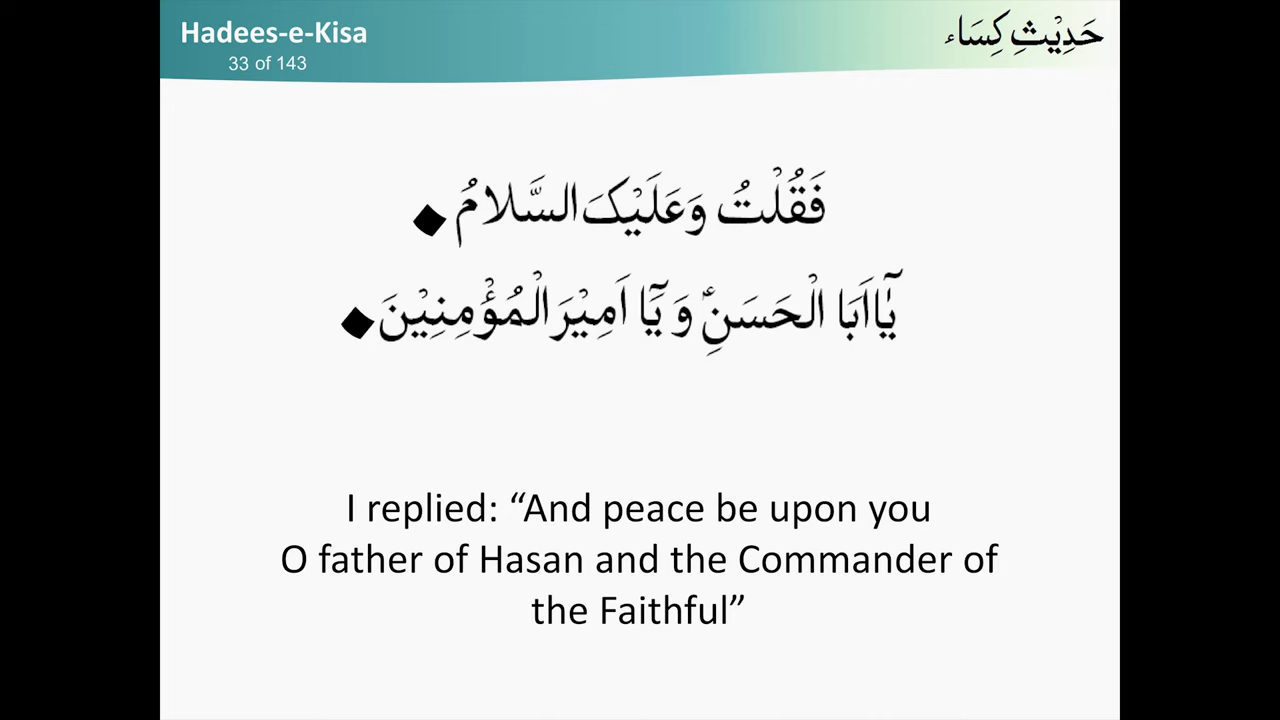 Hadees-e-Kisa
حَدِيْثِ كِسَاء
33 of 143
فَقُلْتُ وَعَلَيْكَ السَّلامُ ◆
يَاۤاَبَا الْحَسَنِؑ وَ يَاۤ اَمِيْرَ الْمُؤْمِنِيْنَ ◆
I replied: “And peace be upon you
O father of Hasan and the Commander of
the Faithful”